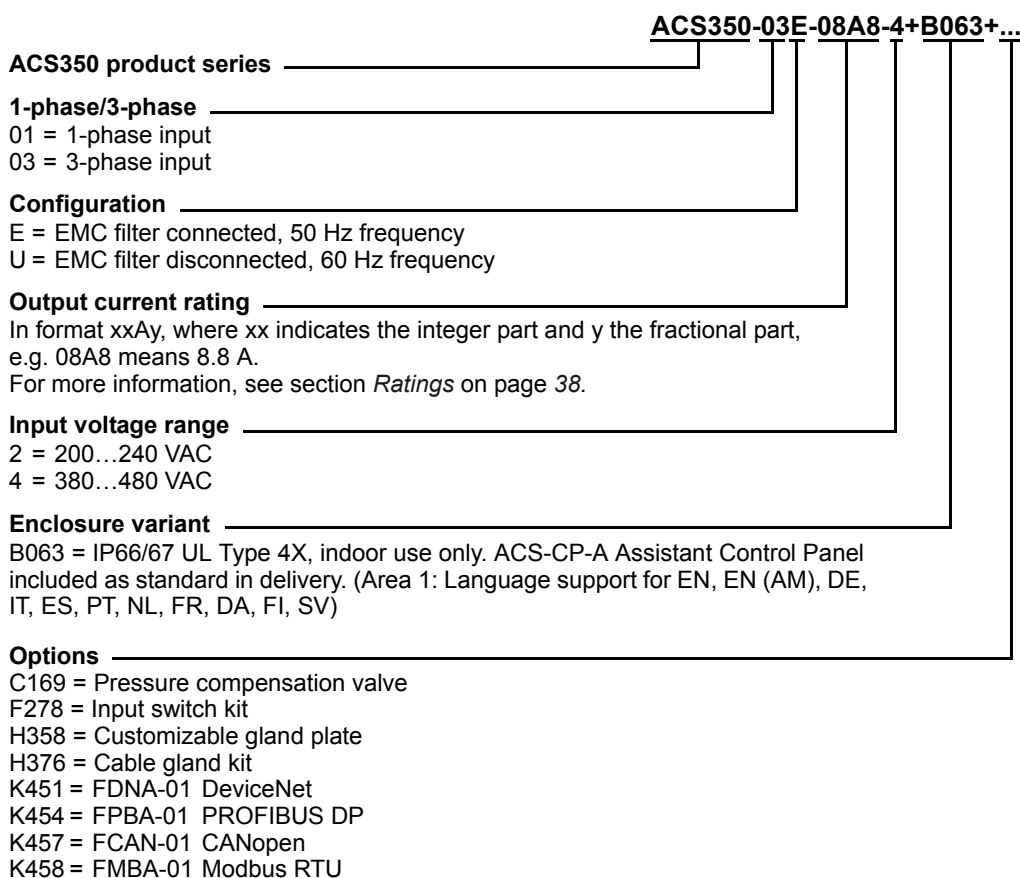 ACS350-03E-08A8-4+B063+...
ACS350 product series
1-phase/3-phase
01 = 1-phase input
03 = 3-phase input
Configuration
E = EMC filter connected, 50 Hz frequency
U = EMC filter disconnected, 60 Hz frequency
Output current rating
In format xxAy, where xx indicates the integer part and y the fractional part,
e.g. 08A8 means 8.8 A.
For more information, see section Ratings on page 38.
Input voltage range
2 = 200…240 VAC
4 = 380…480 VAC
Enclosure variant
B063 = IP66/67 UL Type 4X, indoor use only. ACS-CP-A Assistant Control Panel
included as standard in delivery. (Area 1: Language support for EN, EN (AM), DE,
IT, ES, PT, NL, FR, DA, FI, SV)
Options
C169 = Pressure compensation valve
F278 = Input switch kit
H358 = Customizable gland plate
H376 = Cable gland kit
K451 = FDNA-01 DeviceNet
K454 = FPBA-01 PROFIBUS DP
K457 = FCAN-01 CANopen
K458 = FMBA-01 Modbus RTU